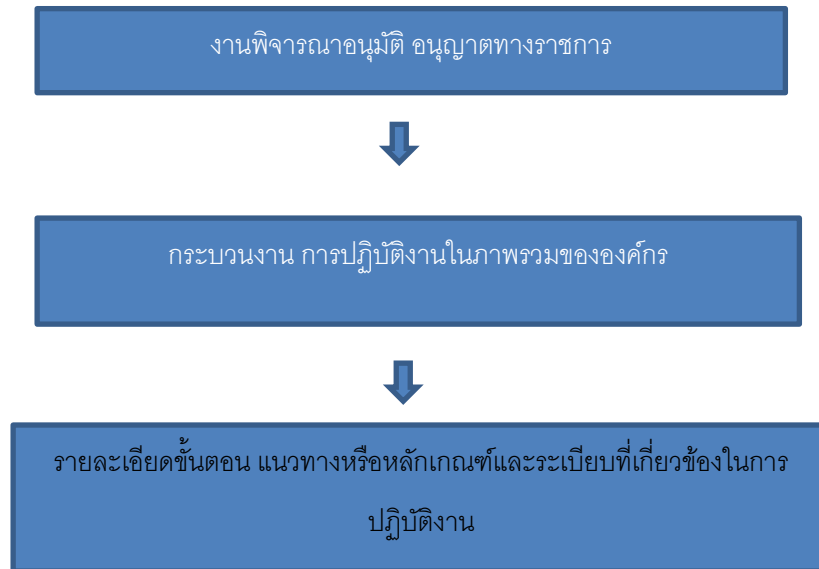 งานพิจารณาอนุมัติ อนุญาตทางราชการ
กระบวนงาน การปฏิบัติงานในภาพรวมขององค์กร
รายละเอียดขั้นตอน แนวทางหรือหลักเกณฑ์และระเบียบที่เกี่ยวข้องในการ
ปฏิบัติงาน